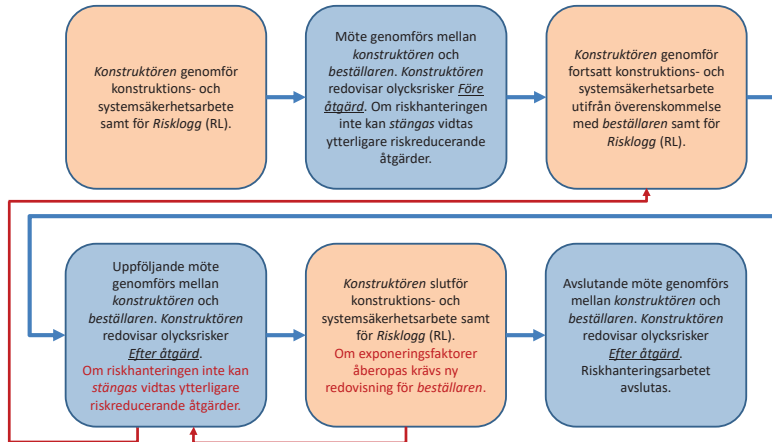 Konstruktören genomför
konstruktions- och
systemsäkerhetsarbete
samt för Risklogg (RL).
Möte genomförs mellan
konstruktören och
beställaren. Konstruktören
redovisar olycksrisker Före
åtgärd. Om riskhanteringen
inte kan stängas vidtas
ytterligare riskreducerande
åtgärder.
Konstruktören genomför
fortsatt konstruktions- och
systemsäkerhetsarbete
utifrån överenskommelse
med beställaren samt för
Risklogg (RL).
Uppföljande möte
genomförs mellan
konstruktören och
beställaren. Konstruktören
redovisar olycksrisker
Efter åtgärd.
Om riskhanteringen inte kan
stängas vidtas ytterligare
riskreducerande åtgärder.
Konstruktören slutför
konstruktions- och
systemsäkerhetsarbete samt
för Risklogg (RL).
Om exponeringsfaktorer
åberopas krävs ny
redovisning för beställaren.
Avslutande möte genomförs
mellan konstruktören och
beställaren. Konstruktören
redovisar olycksrisker
Efter åtgärd.
Riskhanteringsarbetet
avslutas.